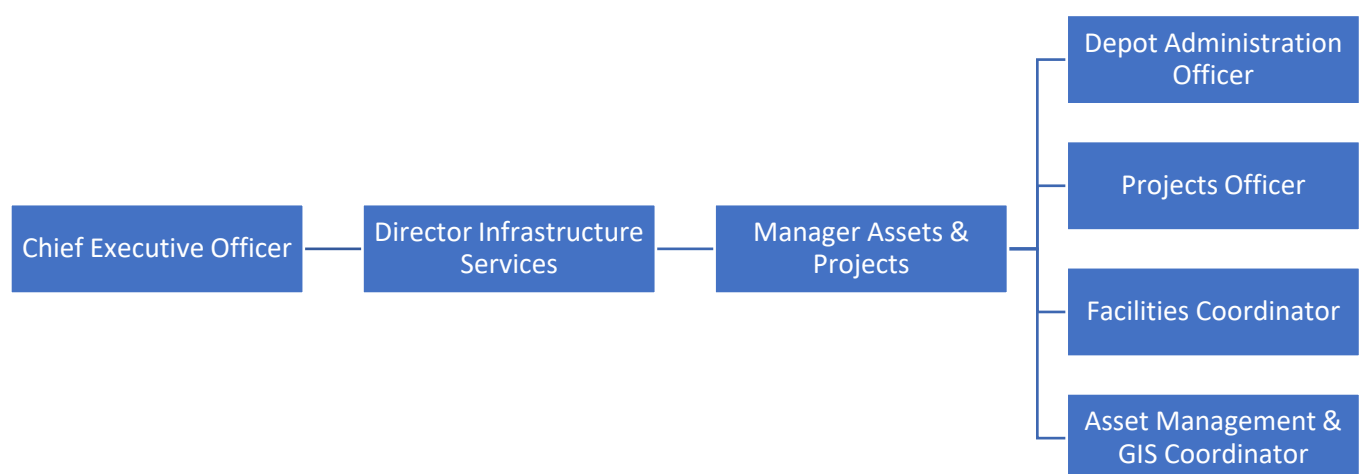 Depot Administration
Officer
Projects Officer
Chief Executive Officer
Director Infrastructure
Services
Manager Assets &
Projects
Facilities Coordinator
Asset Management &
GIS Coordinator